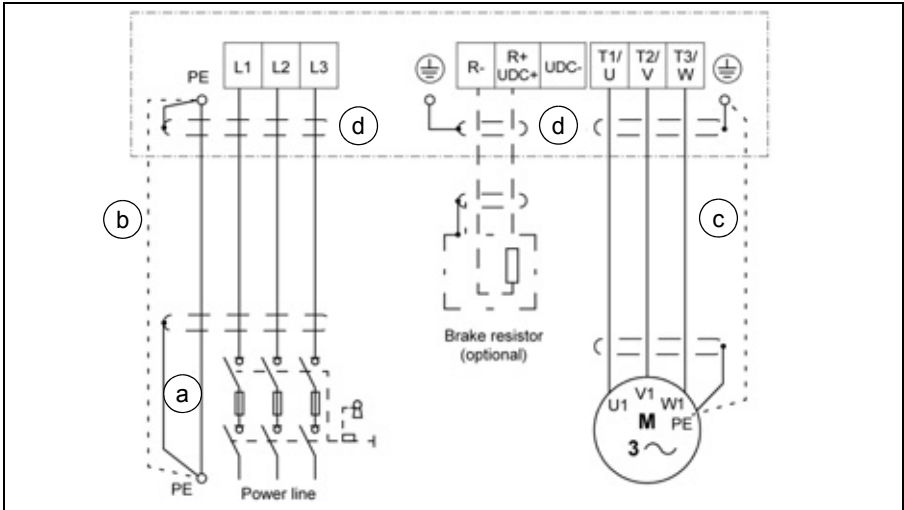 PE
L1 L2 L3
R- R+ UDC+ UDC-
T1/ U T2/ V T3/ W
d
d
b
c
a
Brake resistor
(optional)
U1 V1 W1
M PE
3
PE
Power line